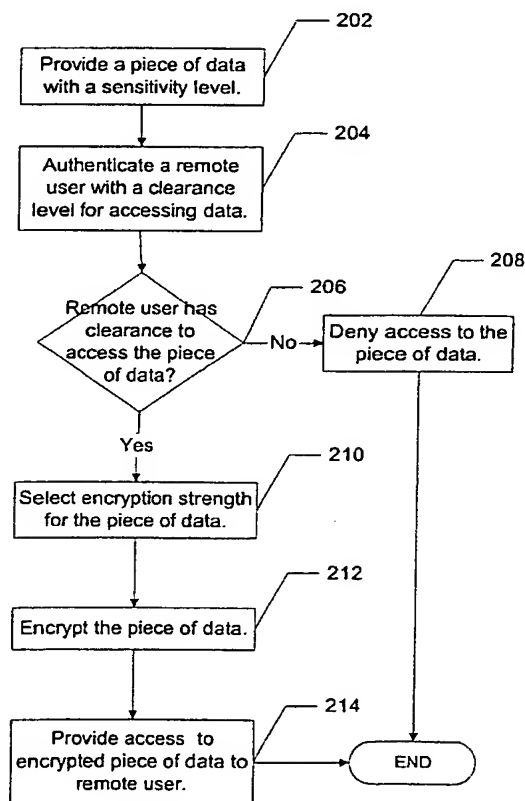 202
Provide a piece of data
with a sensitivity level.
204
Authenticate a remote
user with a clearance
level for accessing data.
206
Remote user has
clearance to
access the piece
of data?
No
208
Deny access to the
piece of data.
Yes
210
Select encryption strength
for the piece of data.
212
Encrypt the piece of data.
214
Provide access to
encrypted piece of data to
remote user.
END